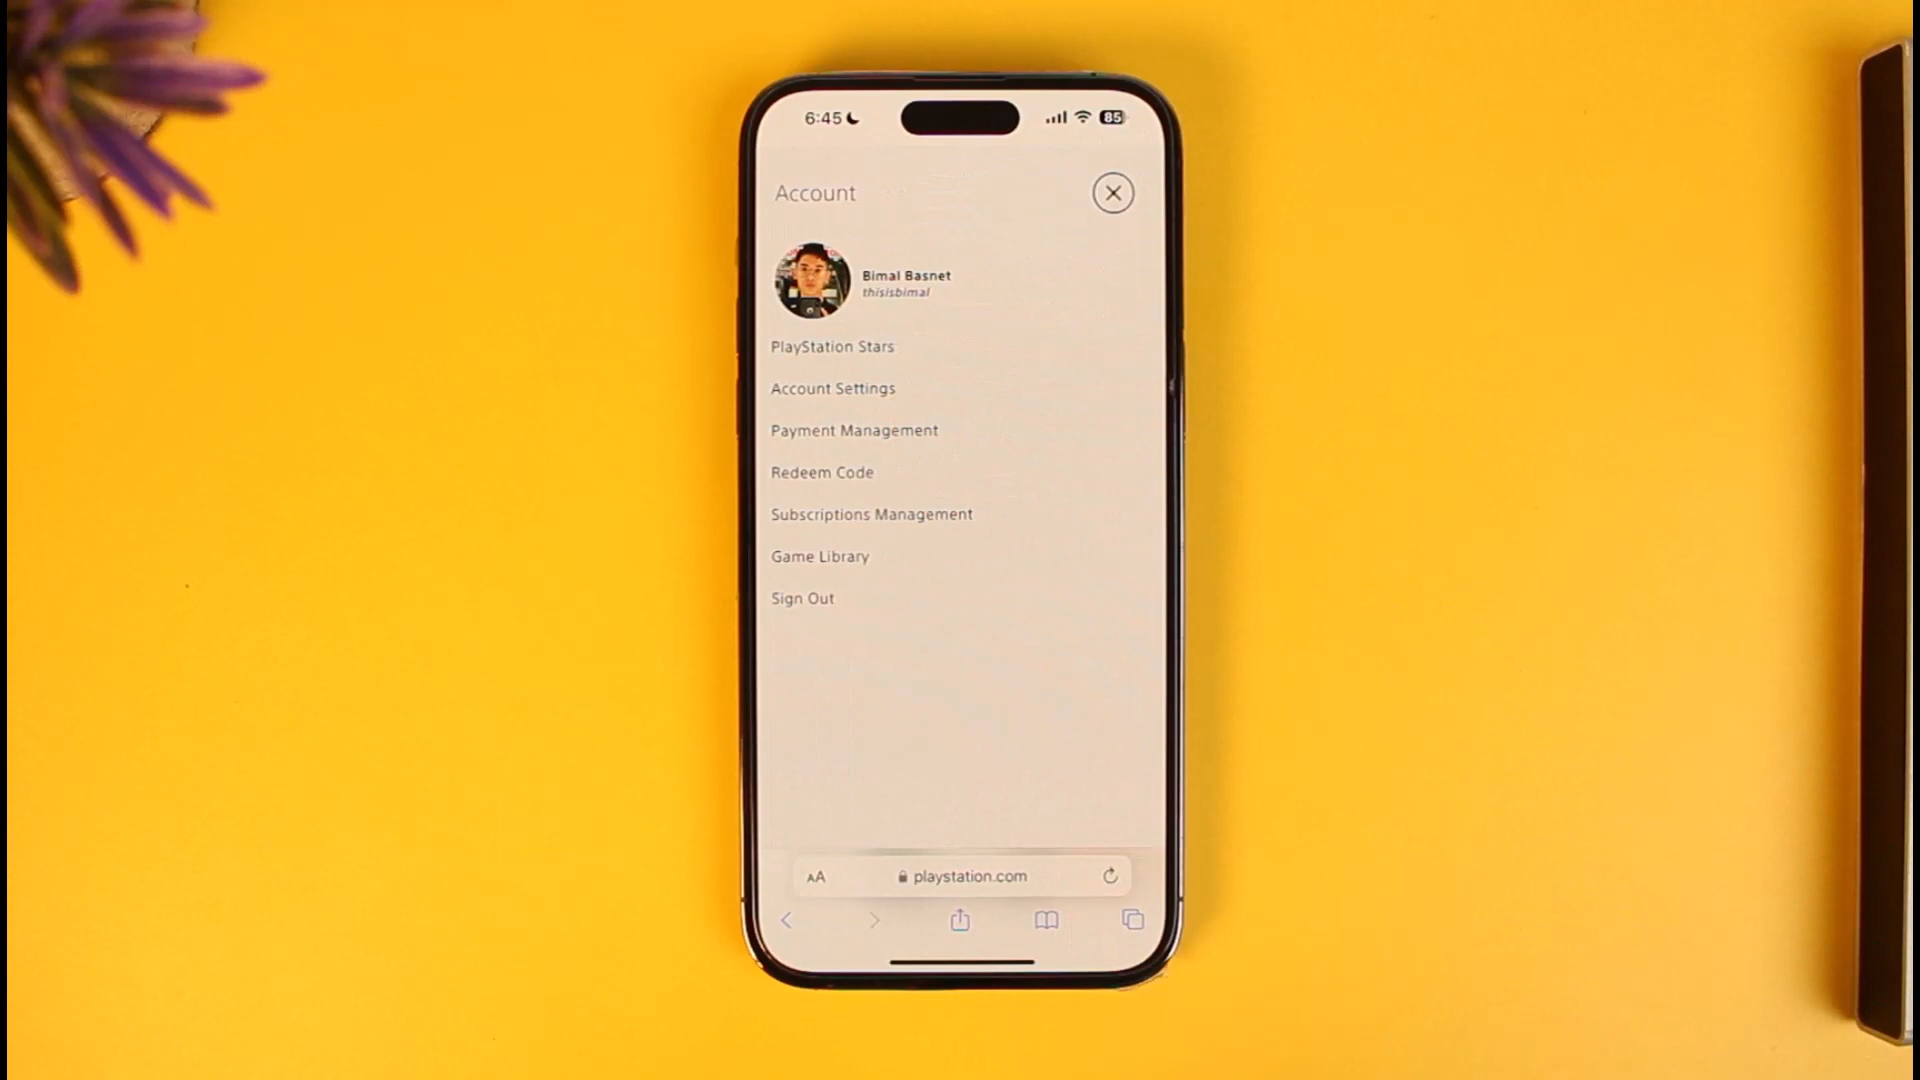 6:45
85
Account
Bimal Basnet
thisisbimal
PlayStation Stars
Account Settings
Payment Management
Redeem Code
Subscriptions Management
Game Library
Sign Out
AA playstation.com